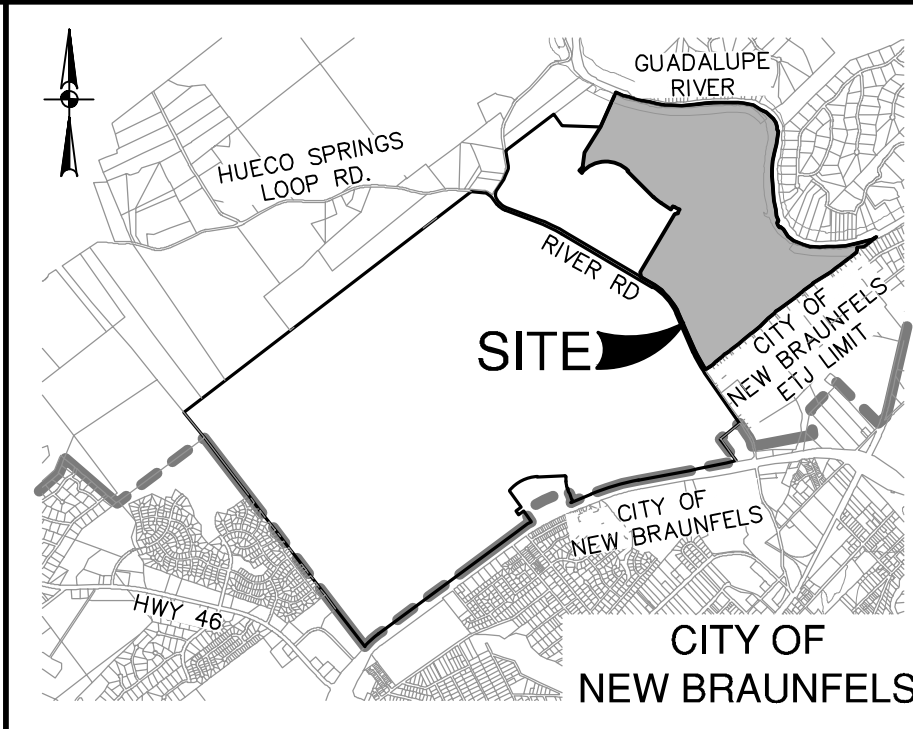 GUADALUPE
RIVER
HUECO SPRINGS
LOOP RD.
RIVER RD
SITE
CITY OF
NEW BRAUNFELS
ETJ LIMIT
CITY OF
NEW BRAUNFELS
HWY 46
CITY OF
NEW BRAUNFELS